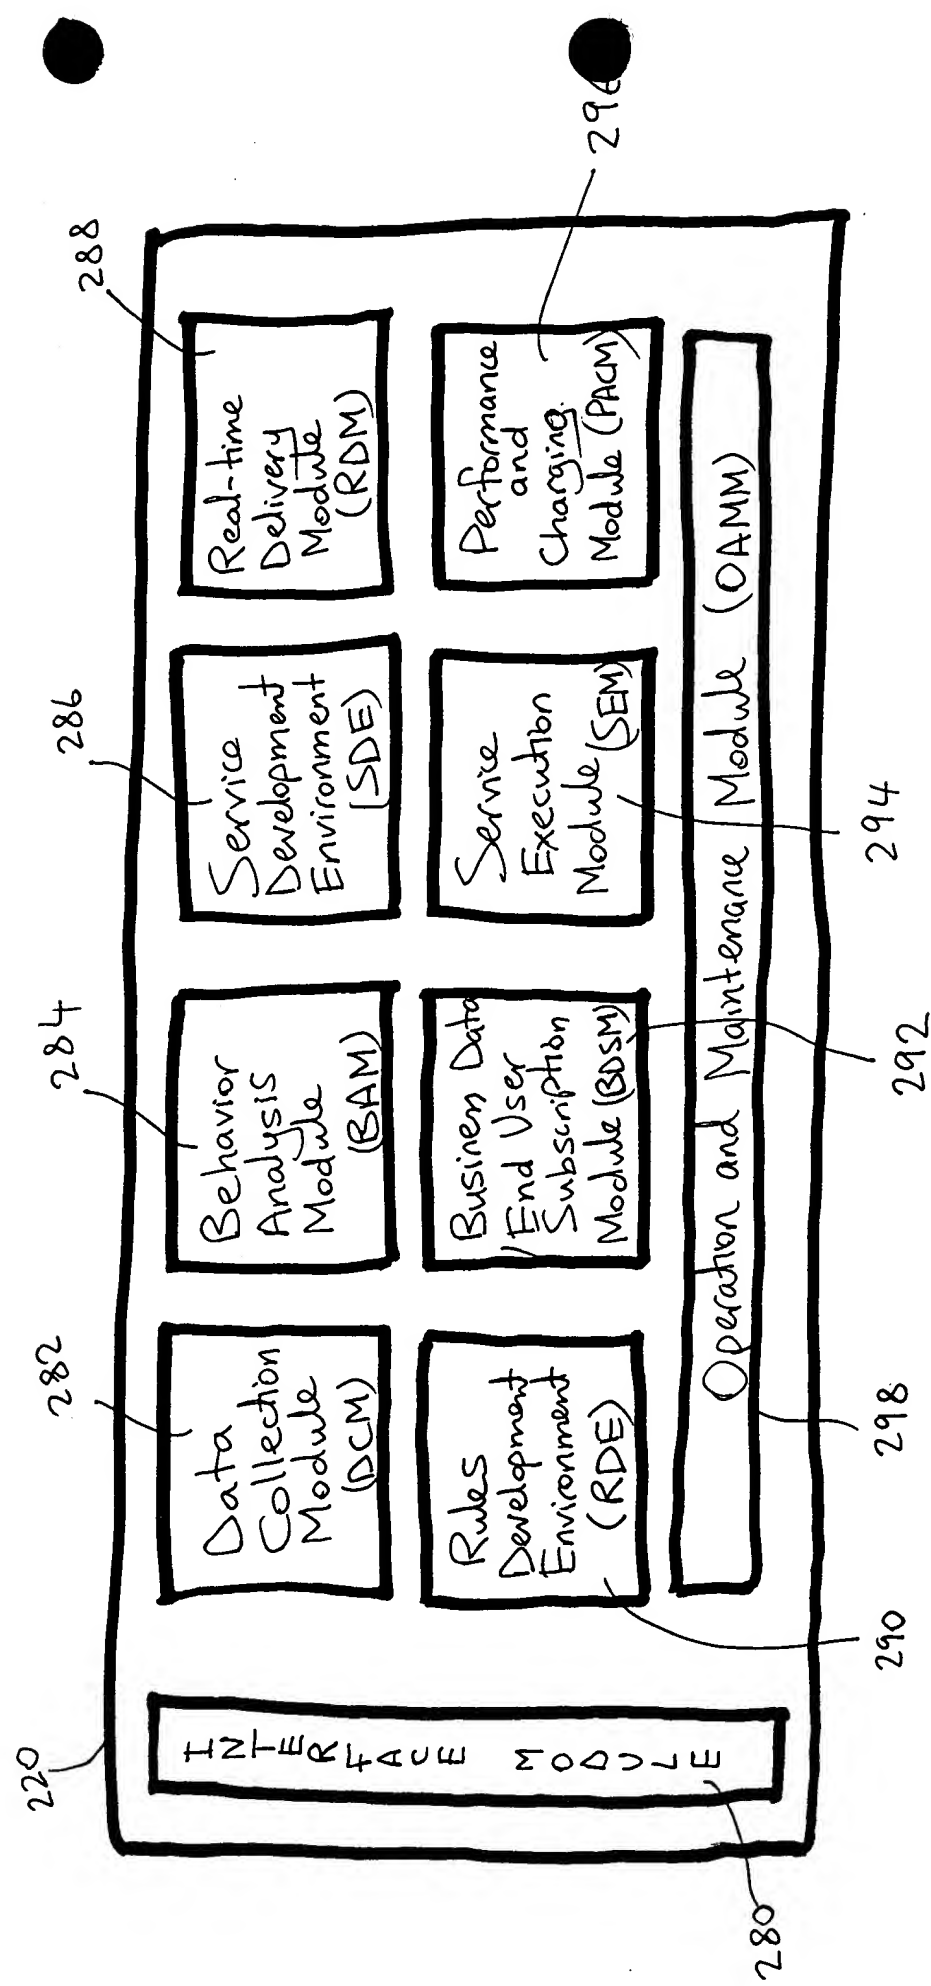 220
282
284
286
288
INTERFACE MODULE
Data
Collection
Module
(DCM)
Behavior
Analysis
Module
(BAM)
Service
Development
Environment
(SDE)
Real-time
Delivery
Module
(RDM)
Rules
Development
Environment
(RDE)
Business Data
/End User
Subscription
Module (BDSM)
Service
Execution
Module (SEM)
Performance
and
Charging
Module (PACM)
296
Operation and Maintenance Module (OAMM)
280
290
298
292
294